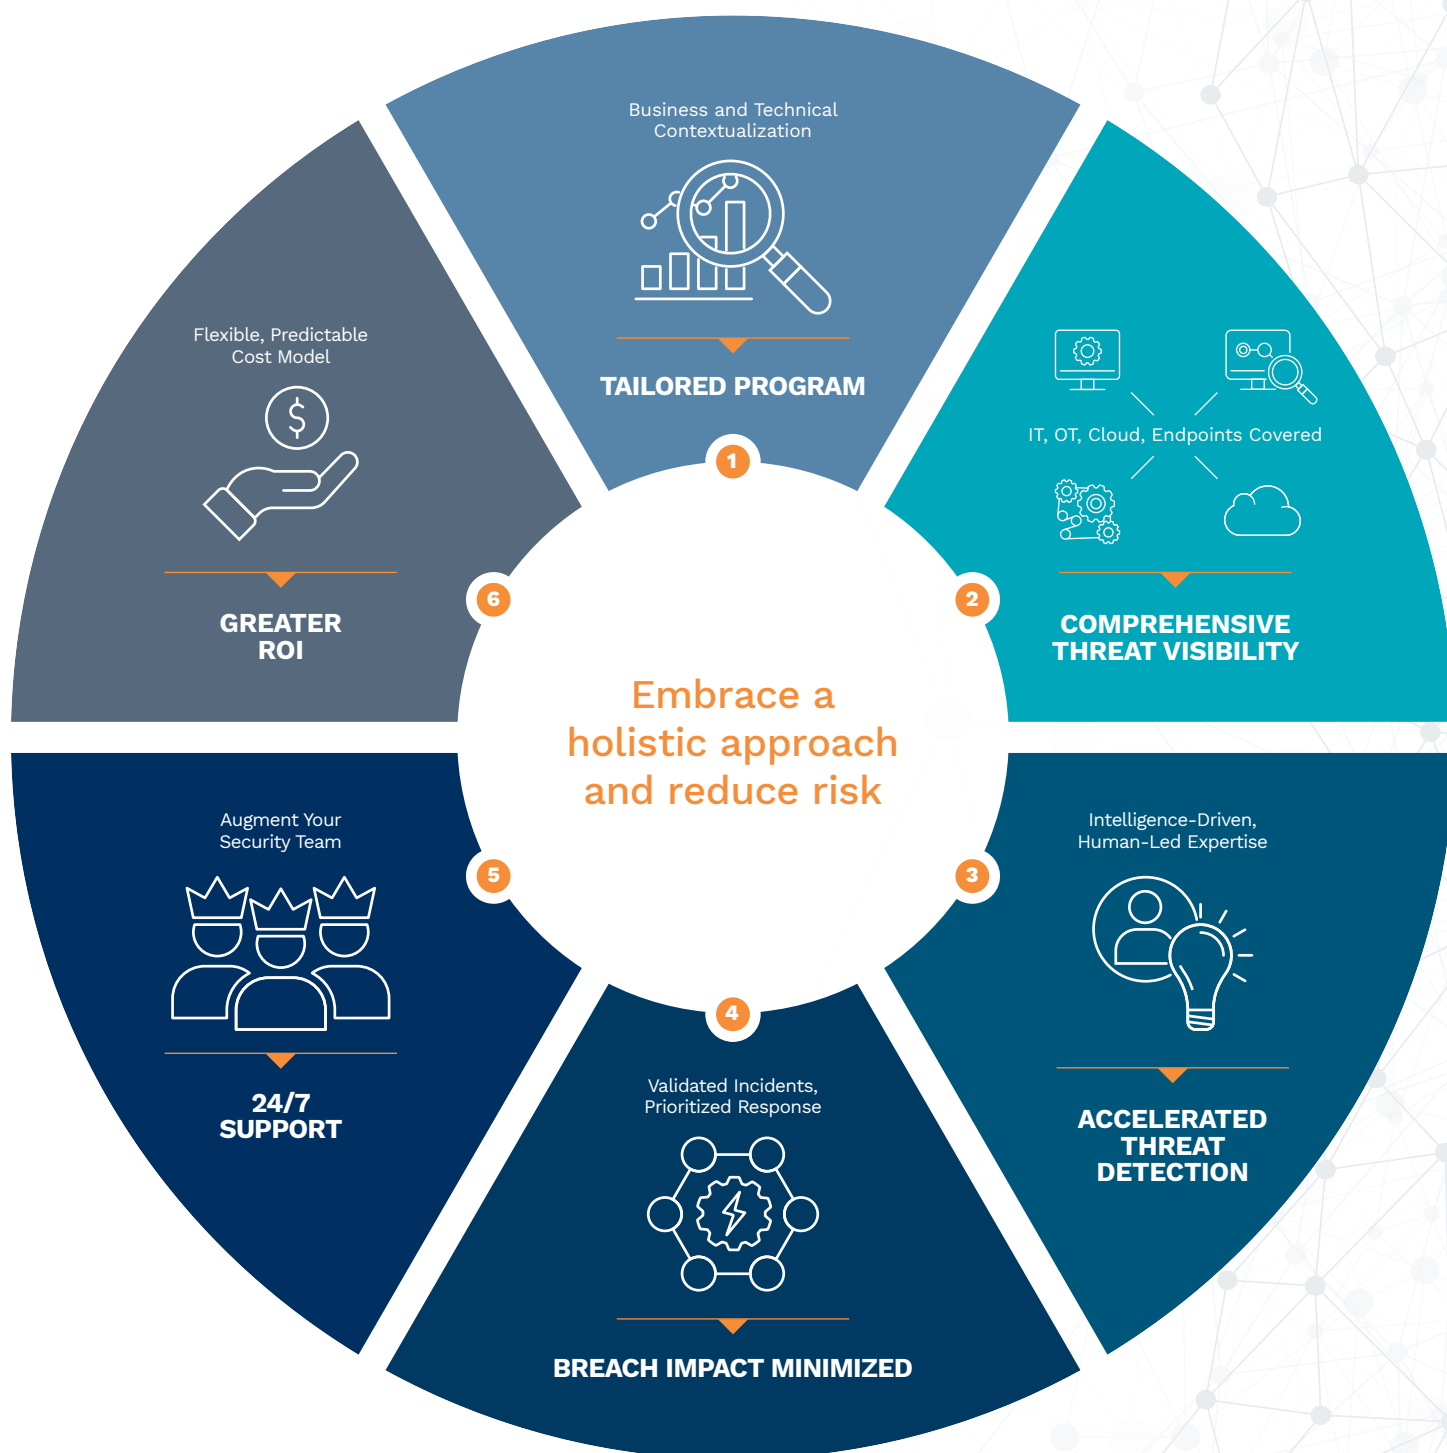 Business and Technical
Contextualization
TAILORED PROGRAM
1
IT, OT, Cloud, Endpoints Covered
COMPREHENSIVE
THREAT VISIBILITY
2
Intelligence-Driven,
Human-Led Expertise
ACCELERATED
THREAT
DETECTION
3
Validated Incidents,
Prioritized Response
BREACH IMPACT MINIMIZED
4
Augment Your
Security Team
24/7
SUPPORT
5
Flexible, Predictable
Cost Model
$
GREATER
ROI
6
Embrace a
holistic approach
and reduce risk